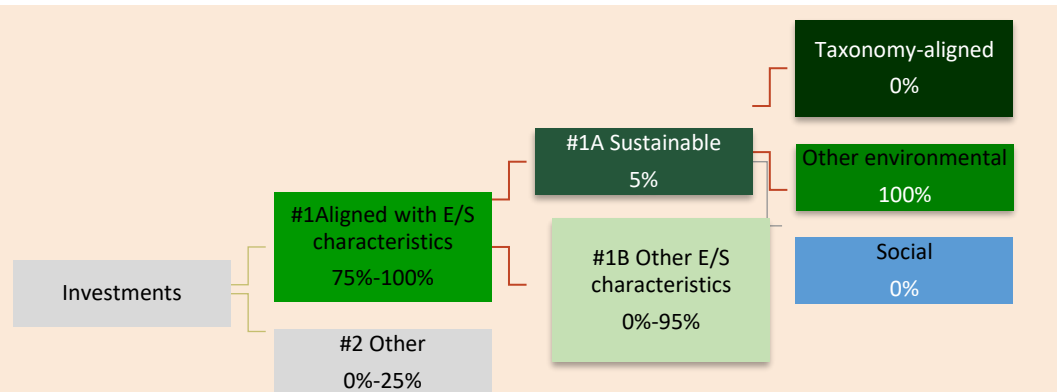 Investments
#1Aligned with E/S
characteristics
75%-100%
#2 Other
0%-25%
#1A Sustainable
5%
#1B Other E/S
characteristics
0%-95%
Taxonomy-aligned
0%
Other environmental
100%
Social
0%